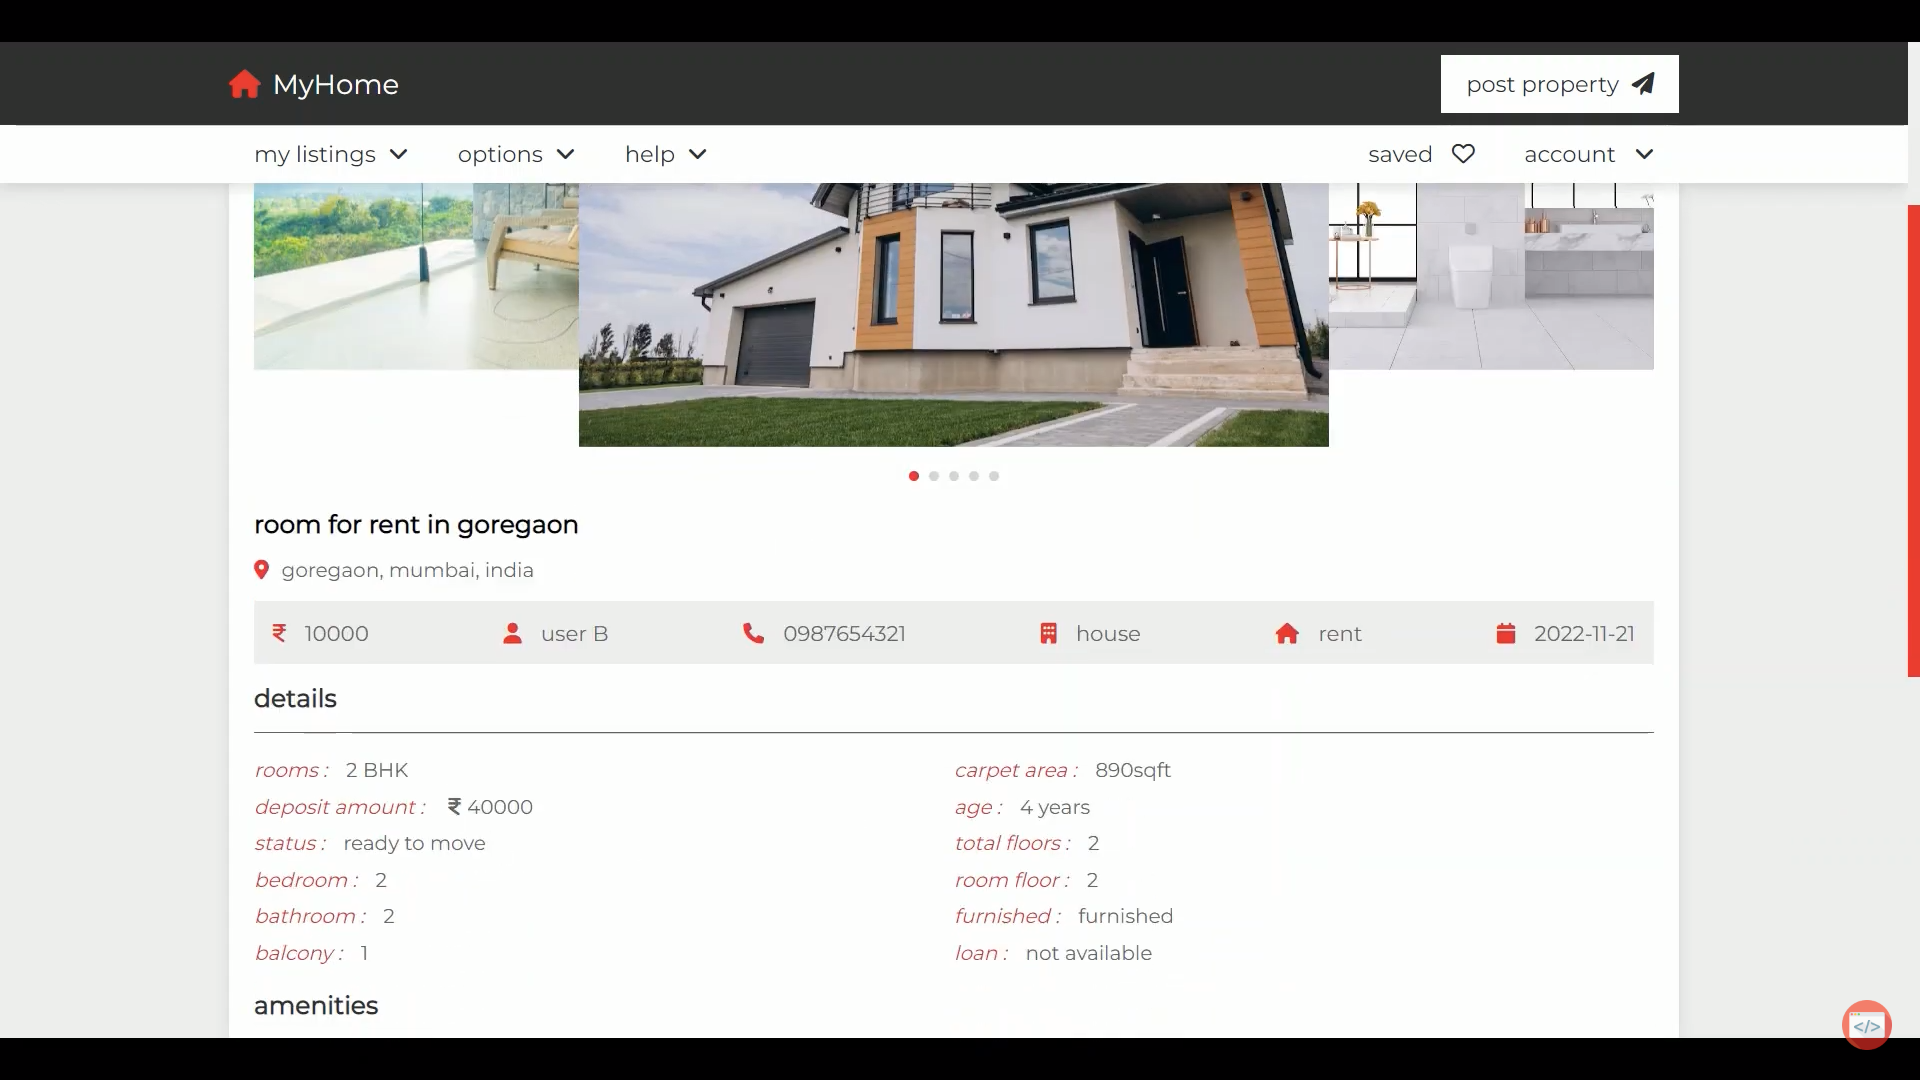 MyHome
post property
my listings options help saved account
room for rent in goregaon
goregaon, mumbai, india
₹ 10000 user B 0987654321 house rent 2022-11-21
details
rooms : 2 BHK
deposit amount : ₹ 40000
status : ready to move
bedroom : 2
bathroom : 2
balcony : 1
carpet area : 890sqft
age : 4 years
total floors : 2
room floor : 2
furnished : furnished
loan : not available
amenities
</>